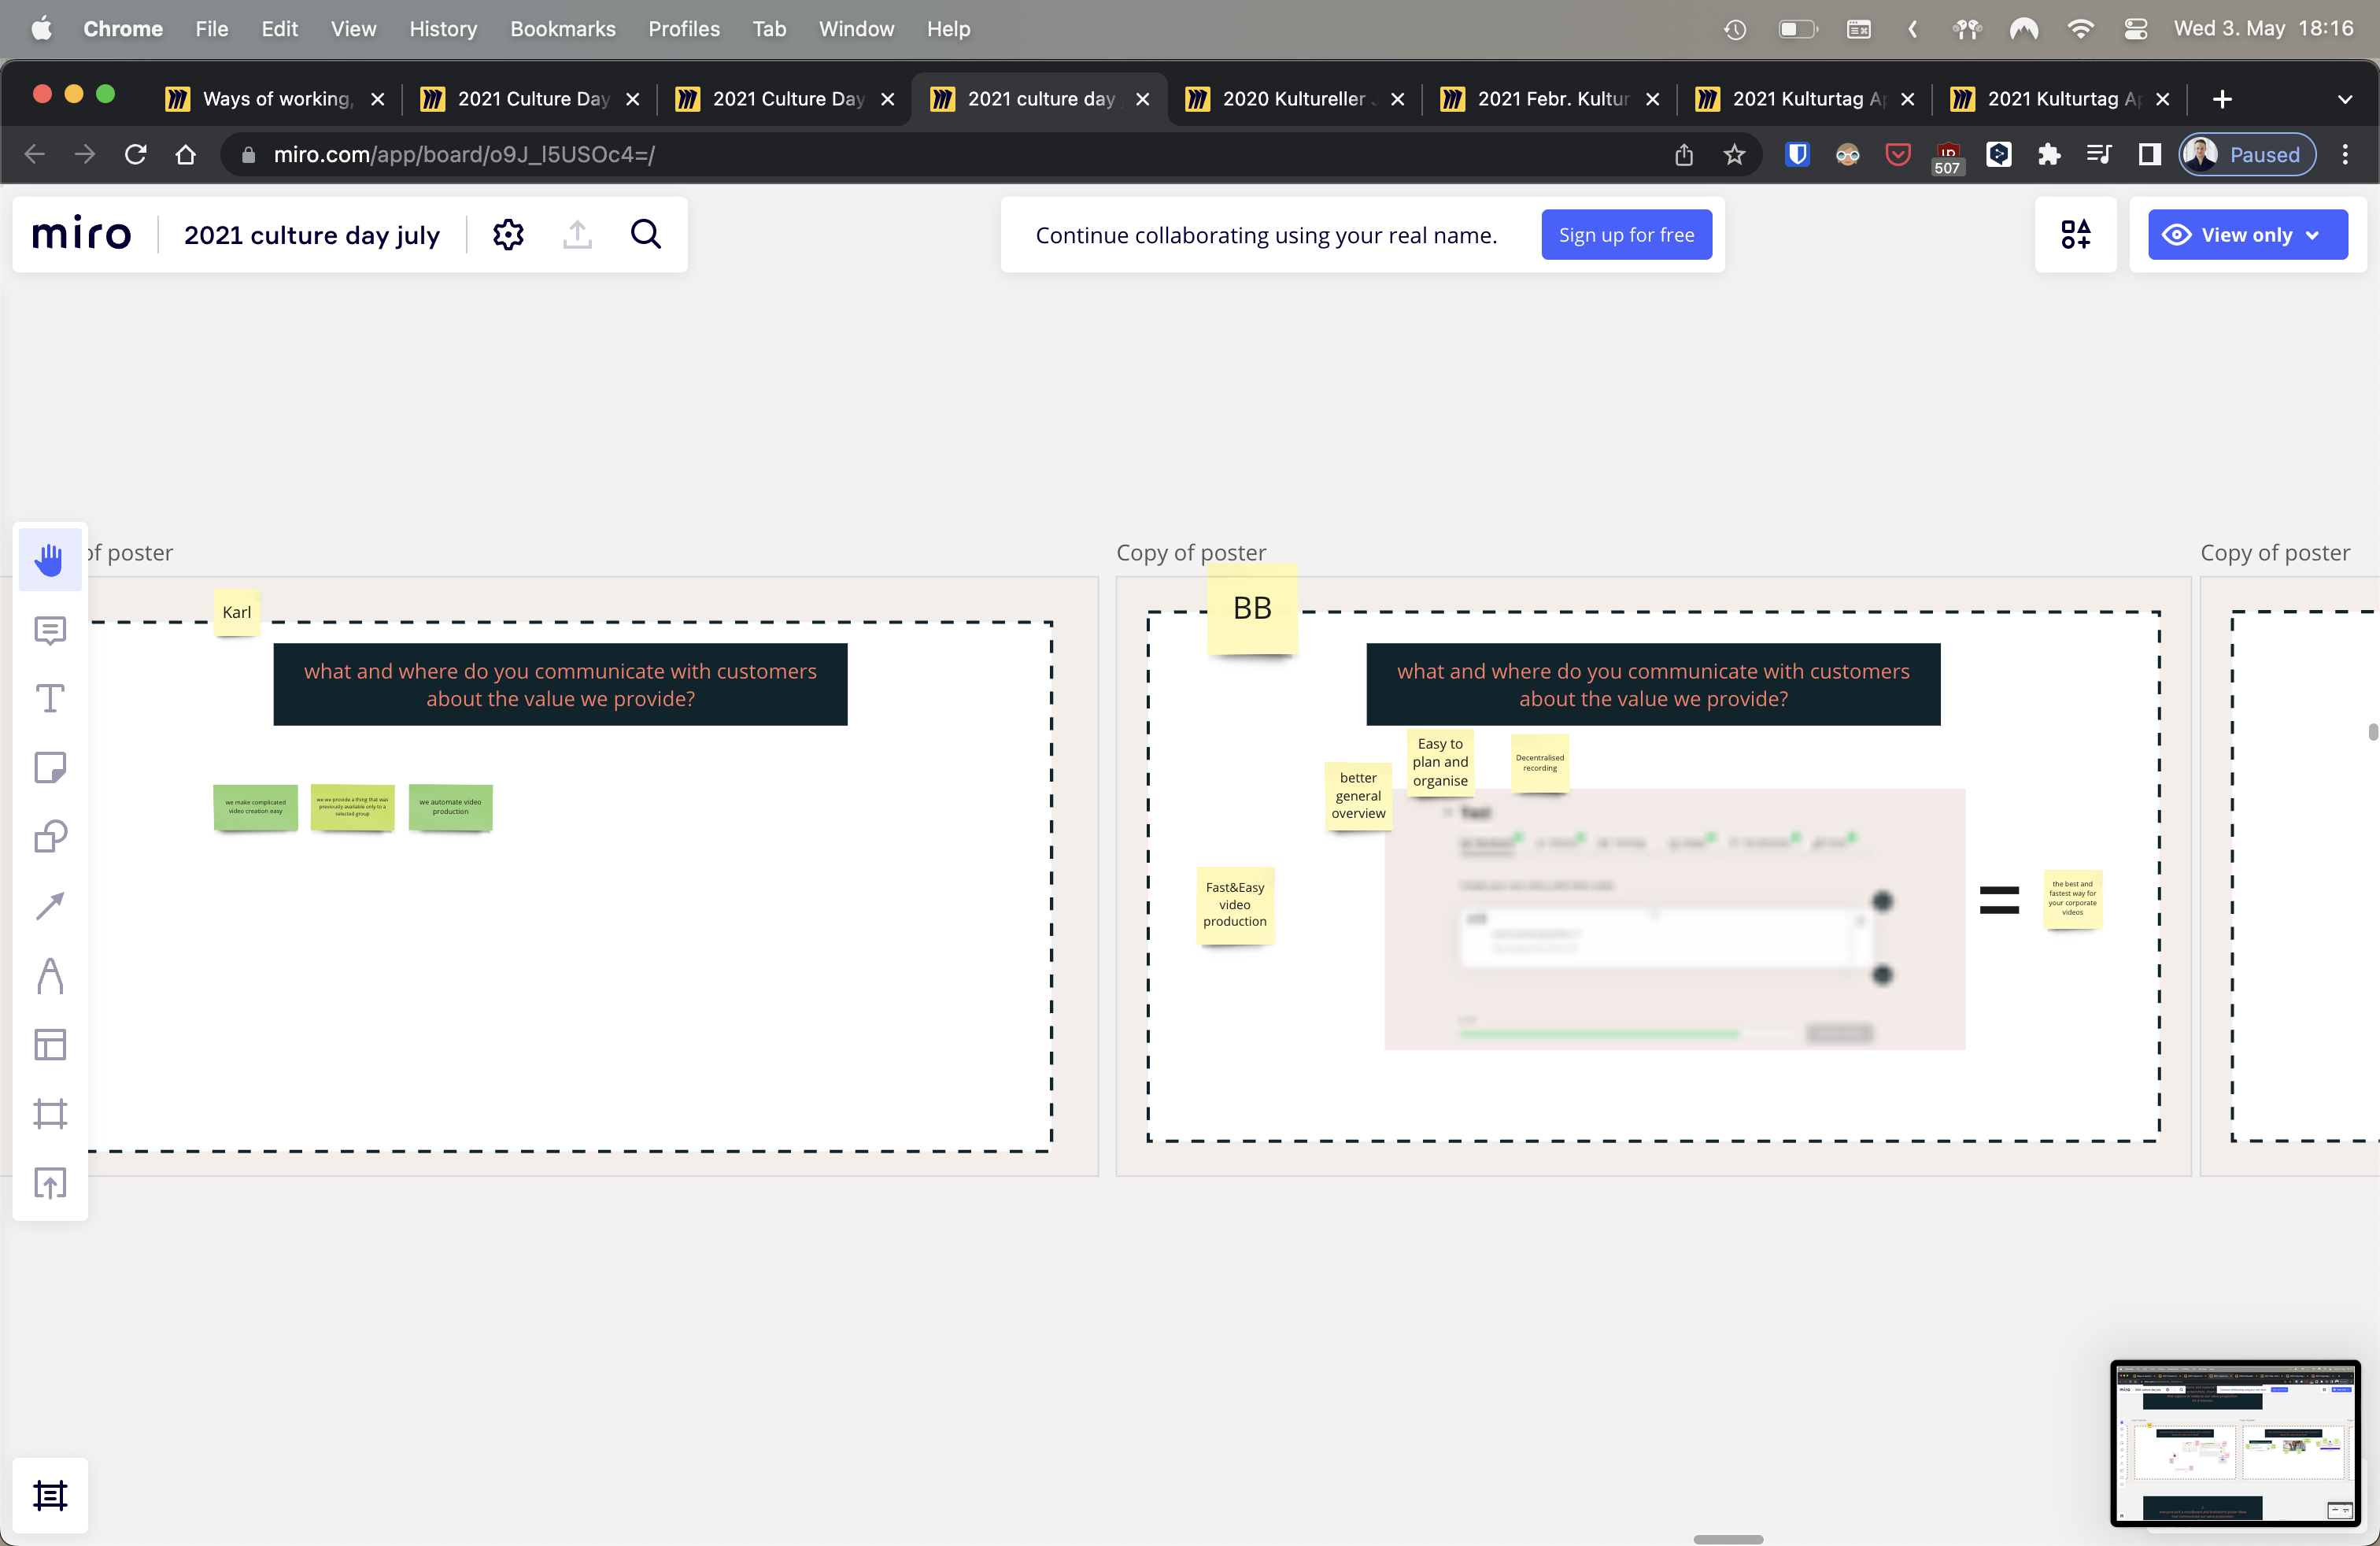 Chrome File Edit View History Bookmarks Profiles Tab Window Help
Wed 3. May 18:16
Ways of working,
2021 Culture Day
2021 Culture Day
2021 culture day
2020 Kultureller
2021 Febr. Kultur
2021 Kulturtag Ap
2021 Kulturtag Ap
miro.com/app/board/o9J_l5USOc4=/
507
Paused
miro
2021 culture day july
Continue collaborating using your real name.
Sign up for free
View only
of poster
Karl
what and where do you communicate with customers
about the value we provide?
we make complicated
video creation easy
we we provide a thing that was
previously available only to a
selected group
we automate video
production
Copy of poster
BB
what and where do you communicate with customers
about the value we provide?
better
general
overview
Easy to
plan and
organise
Decentralised
recording
Fast&Easy
video
production
=
the best and
fastest way for
your corporate
videos
Copy of poster